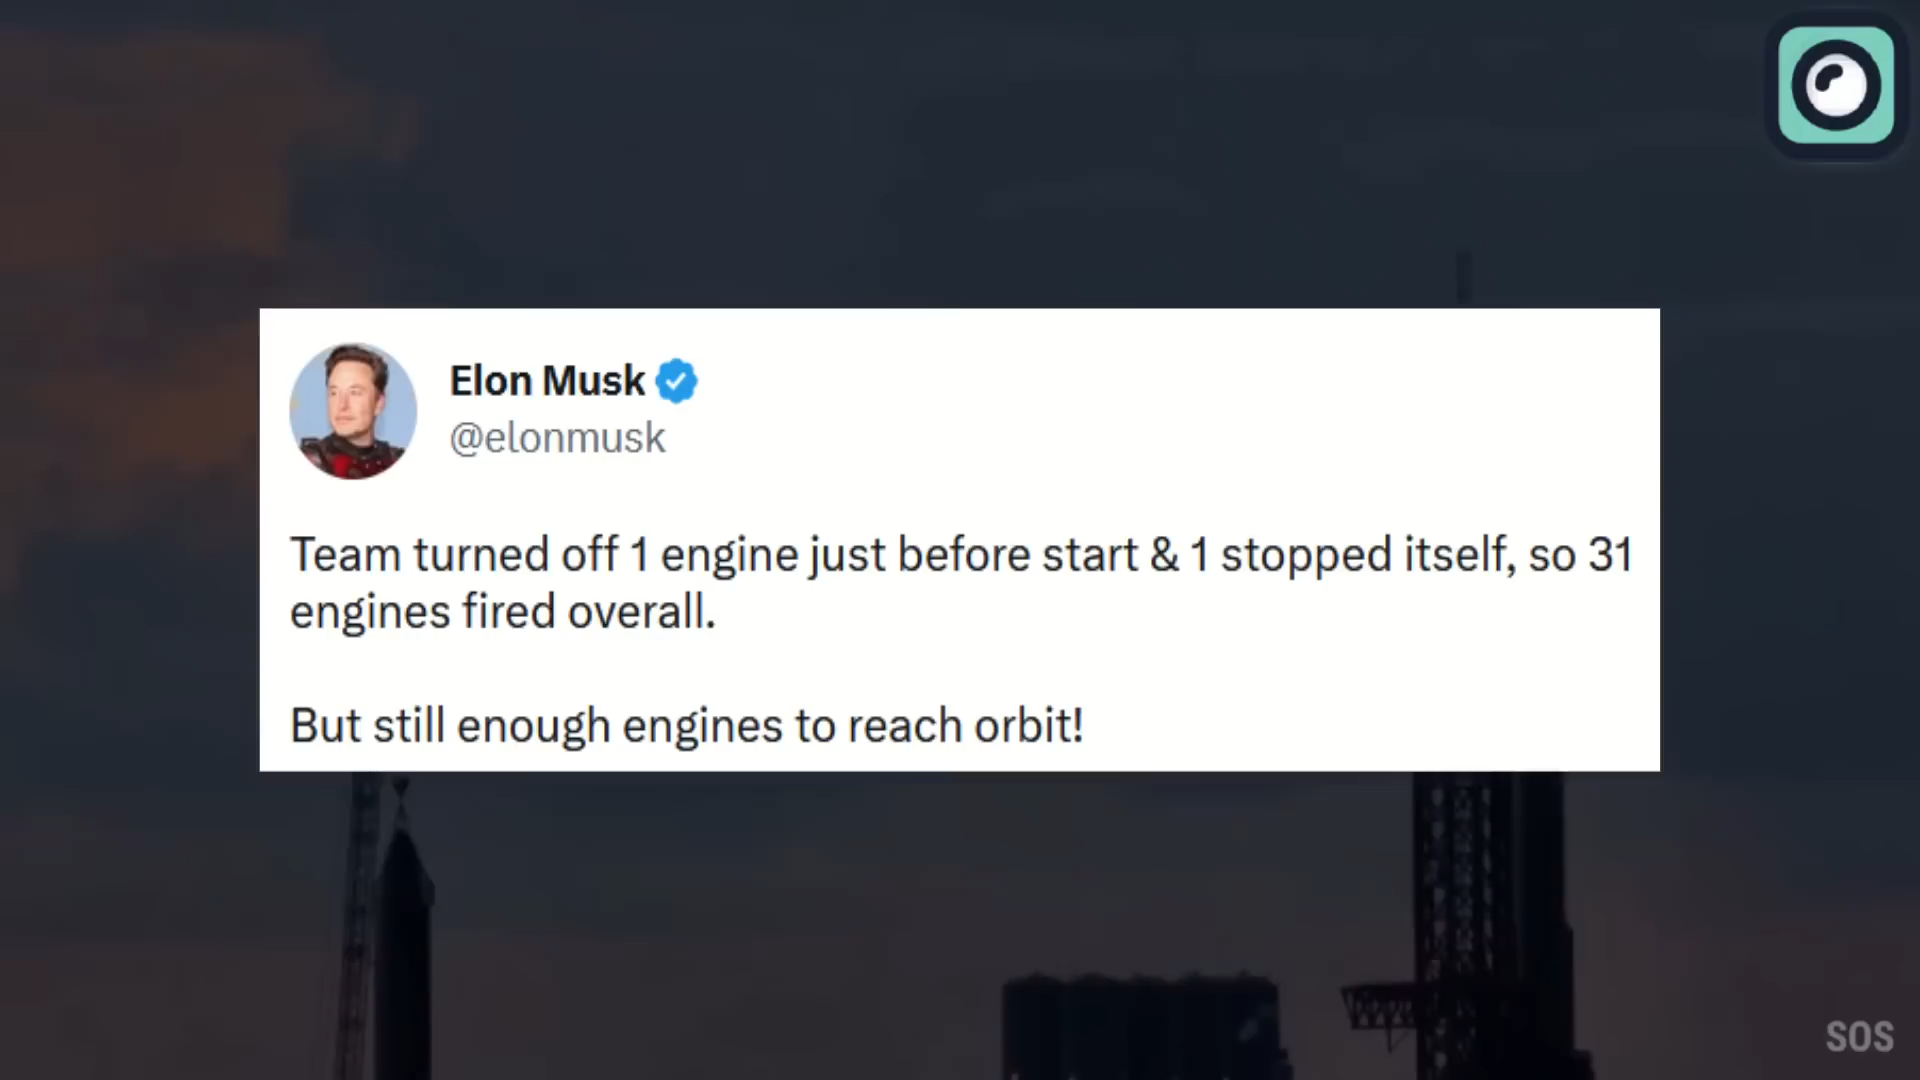 Elon Musk
@elonmusk
Team turned off 1 engine just before start & 1 stopped itself, so 31
engines fired overall.
But still enough engines to reach orbit!
SOS